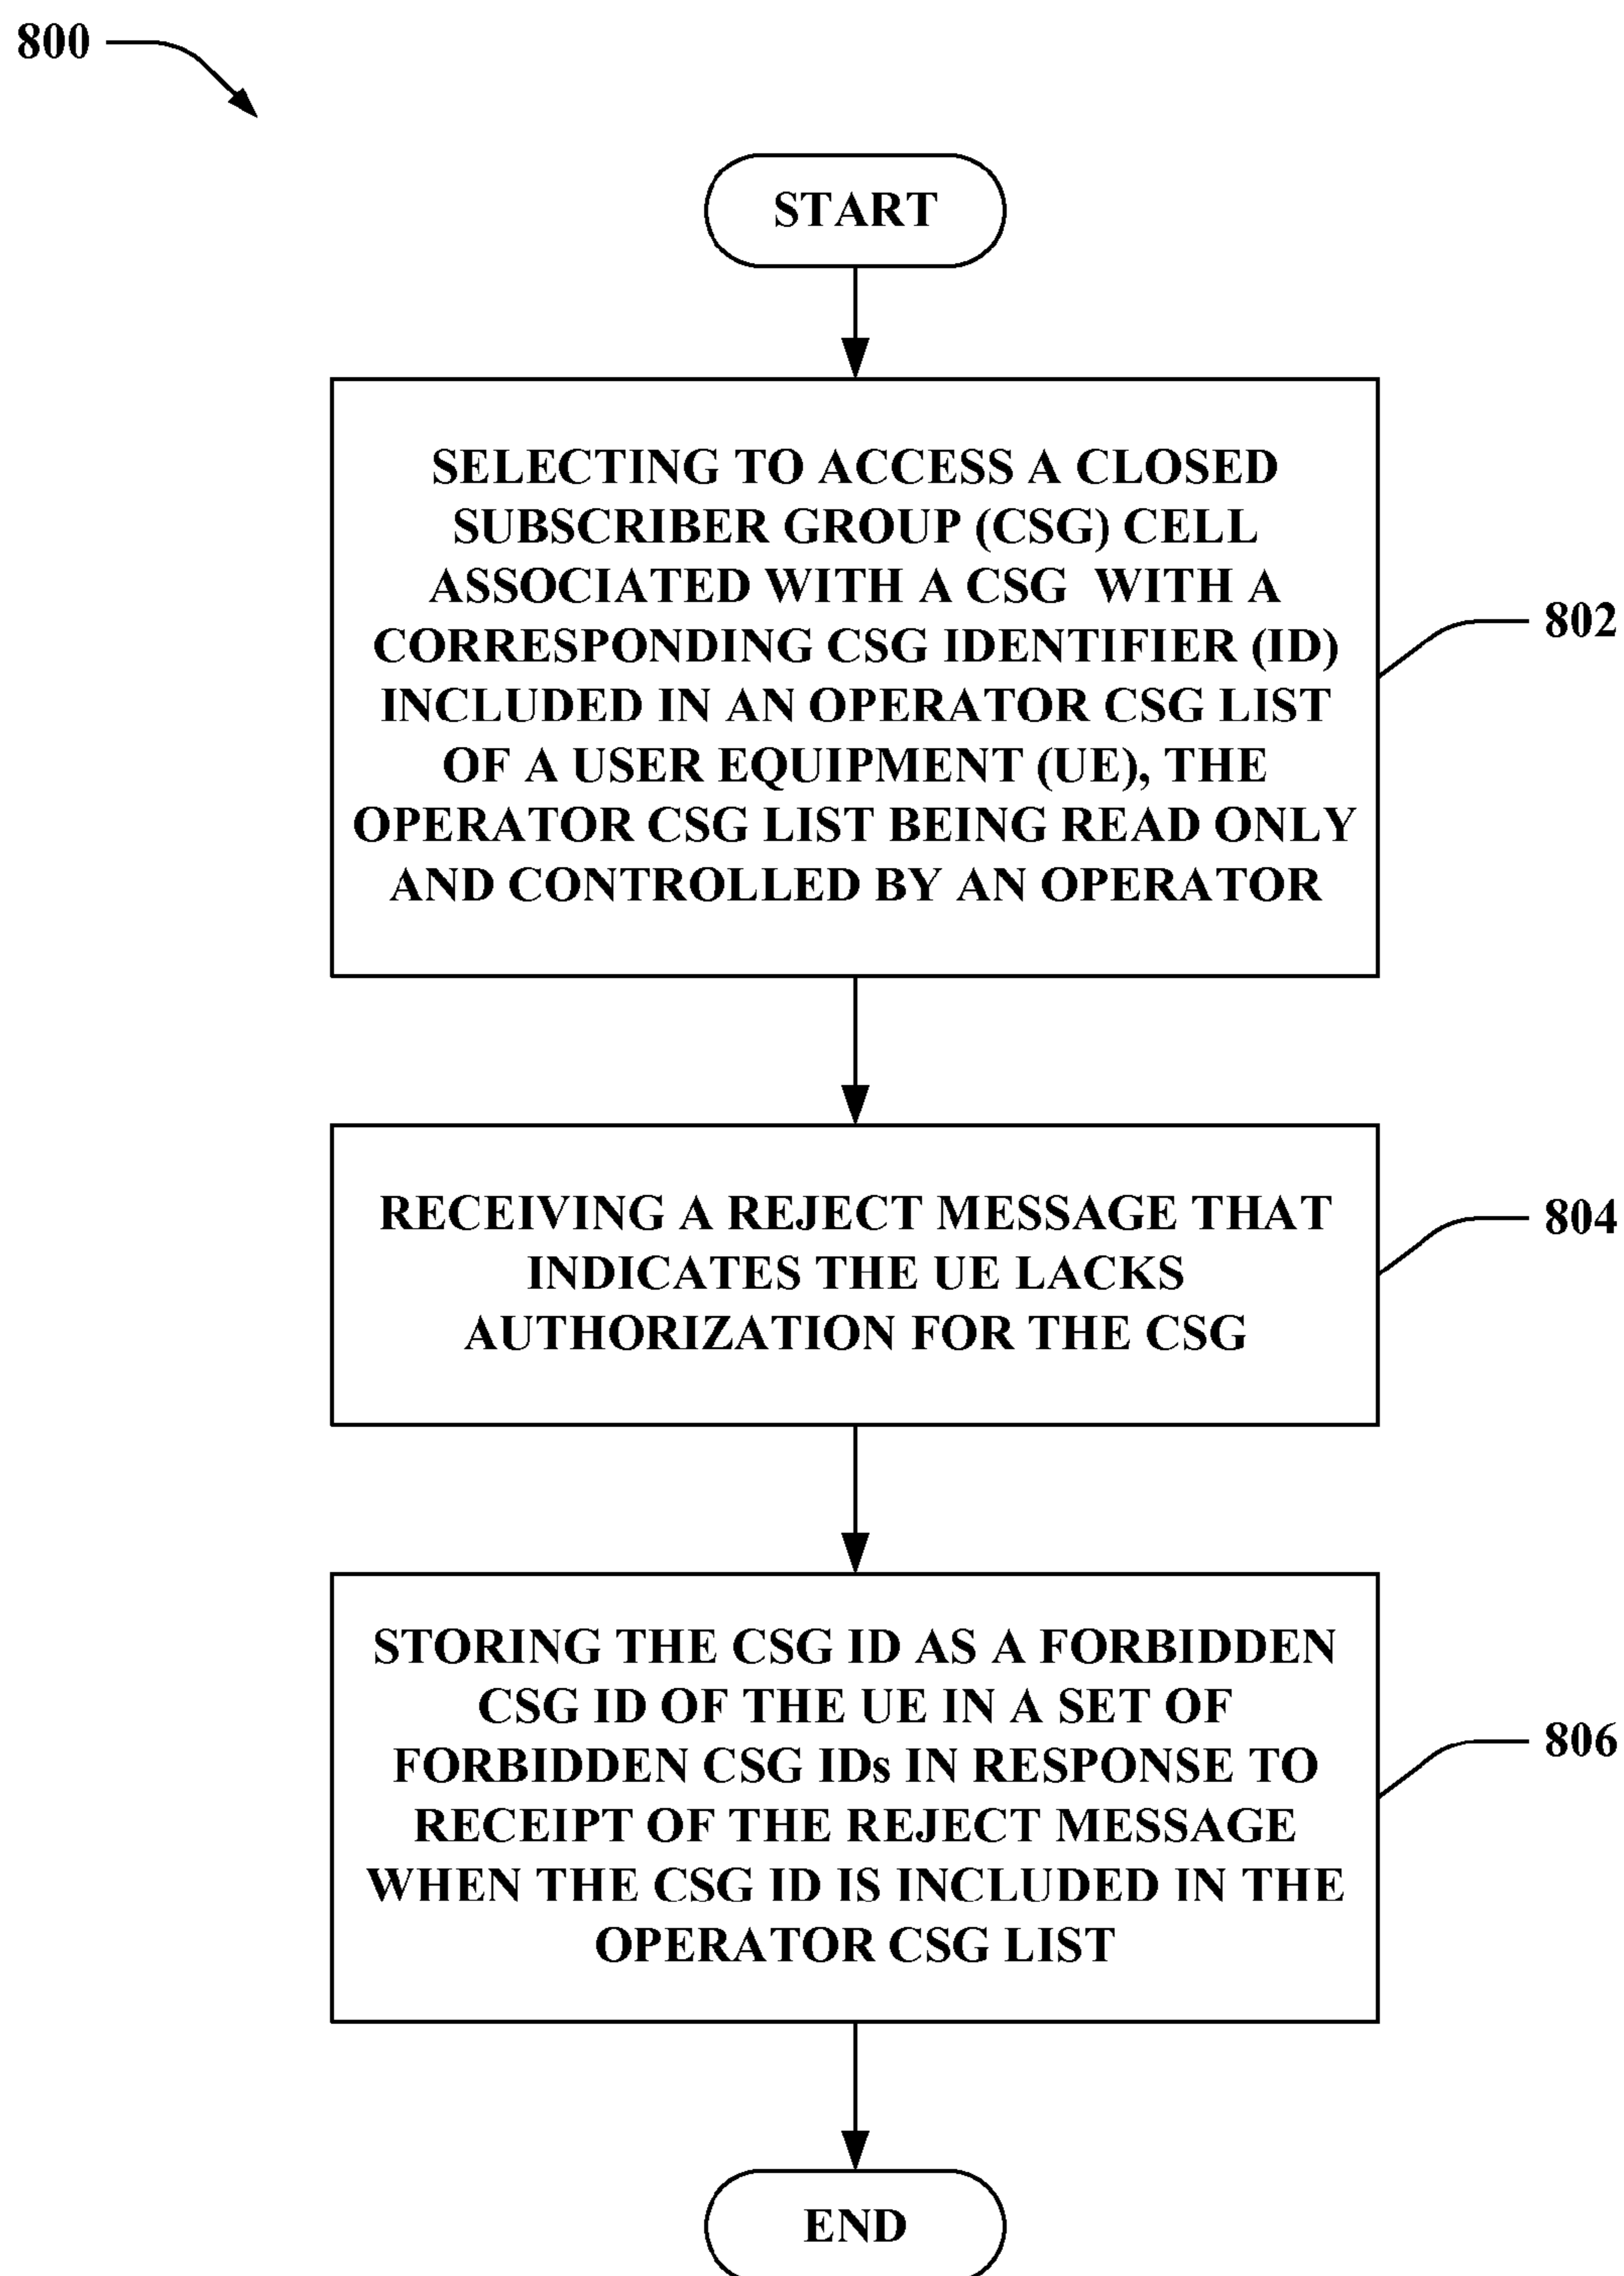 800
START
SELECTING TO ACCESS A CLOSED
SUBSCRIBER GROUP (CSG) CELL
ASSOCIATED WITH A CSG WITH A
CORRESPONDING CSG IDENTIFIER (ID)
INCLUDED IN AN OPERATOR CSG LIST
OF A USER EQUIPMENT (UE), THE
OPERATOR CSG LIST BEING READ ONLY
AND CONTROLLED BY AN OPERATOR
802
RECEIVING A REJECT MESSAGE THAT
INDICATES THE UE LACKS
AUTHORIZATION FOR THE CSG
804
STORING THE CSG ID AS A FORBIDDEN
CSG ID OF THE UE IN A SET OF
FORBIDDEN CSG IDs IN RESPONSE TO
RECEIPT OF THE REJECT MESSAGE
WHEN THE CSG ID IS INCLUDED IN THE
OPERATOR CSG LIST
806
END